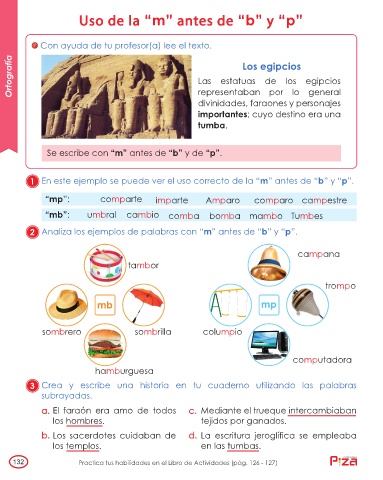 Uso de la “m” antes de “b” y “p”
Ortografía
Con ayuda de tu profesor(a) lee el texto.
Los egipcios
Las estatuas de los egipcios
representaban por lo general
divinidades, faraones y personajes
importantes; cuyo destino era una
tumba.
Se escribe con “m” antes de “b” y de “p”.
1 En este ejemplo se puede ver el uso correcto de la “m” antes de “b” y “p”.
“mp”: comparte imparte Amparo comparo campestre
“mb”: umbral cambio comba bomba mambo Tumbes
2 Analiza los ejemplos de palabras con “m” antes de “b” y “p”.
campana
tambor
trompo
mb
mp
sombrero sombrilla columpio
computadora
hamburguesa
3 Crea y escribe una historia en tu cuaderno utilizando las palabras
subrayadas.
a. El faraón era amo de todos
los hombres.
b. Los sacerdotes cuidaban de
los templos.
c. Mediante el trueque intercambiaban
tejidos por ganados.
d. La escritura jeroglífica se empleaba
en las tumbas.
132
Practica tus habilidades en el Libro de Actividades (pág. 126 - 127)